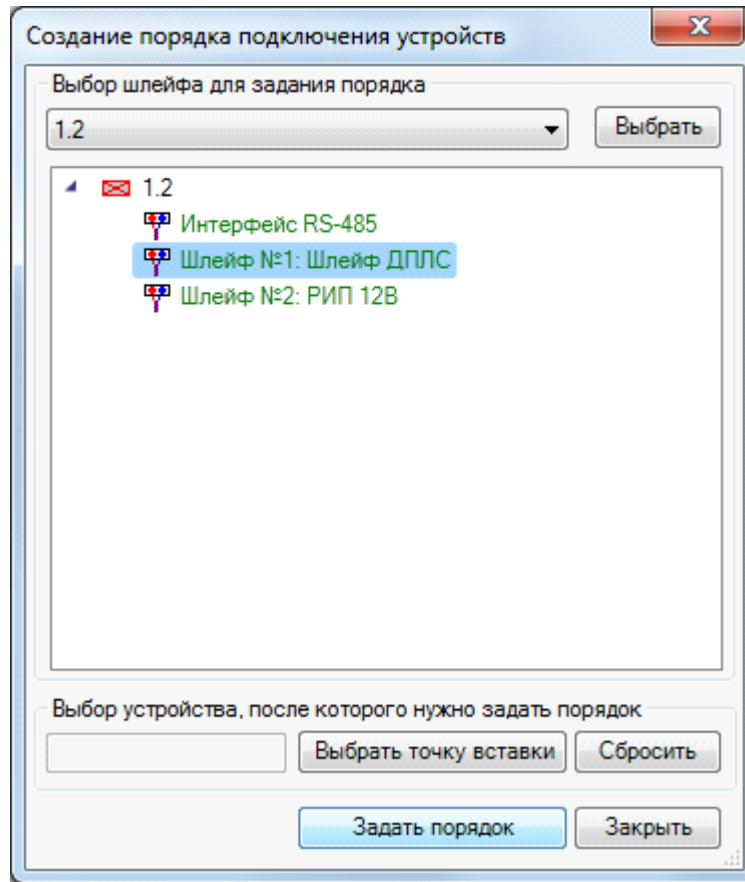 Создание порядка подключения устройств
Выбор шлейфа для задания порядка
1.2
Выбрать
1.2
Интерфейс RS-485
Шлейф №1: Шлейф ДПЛС
Шлейф №2: РИП 12В
Выбор устройства, после которого нужно задать порядок
Выбрать точку вставки
Сбросить
Задать порядок
Закрыть